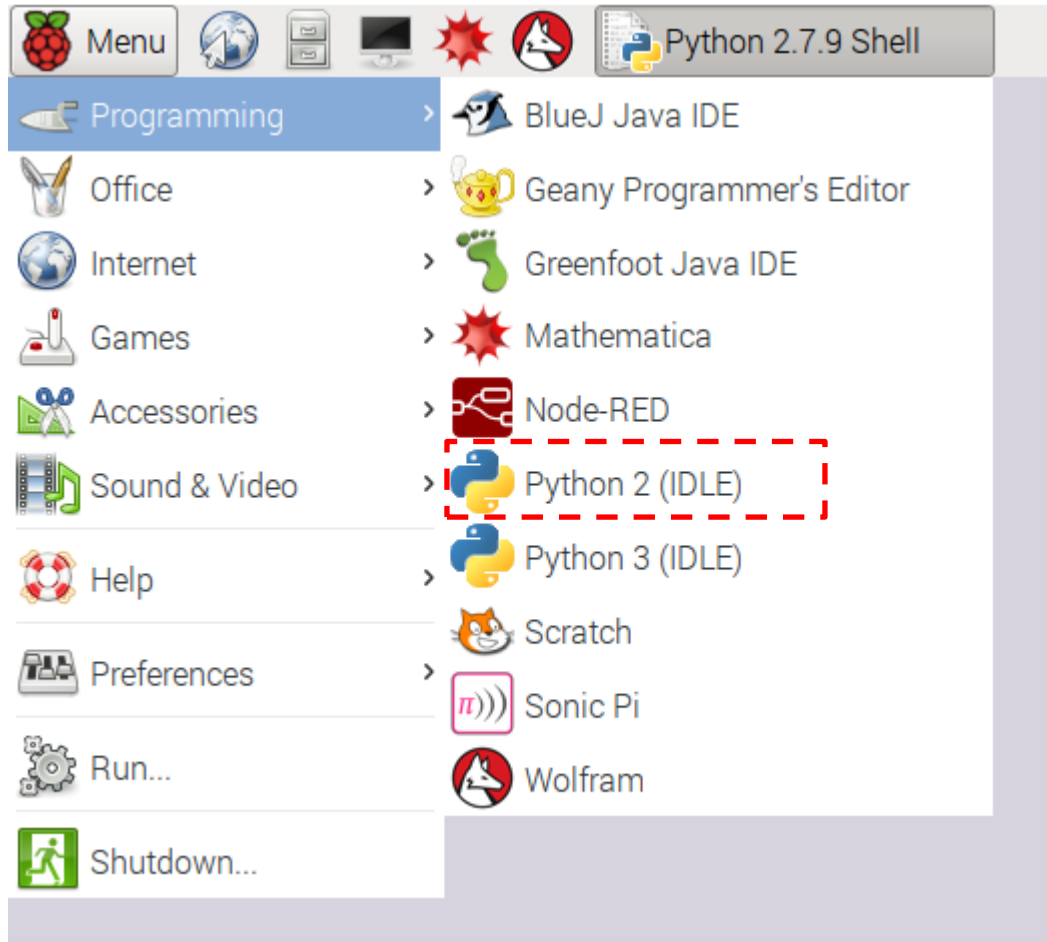 Menu
Python 2.7.9 Shell
Programming
Office
Internet
Games
Accessories
Sound & Video
Help
Preferences
Run...
Shutdown...
BlueJ Java IDE
Geany Programmer's Editor
Greenfoot Java IDE
Mathematica
Node-RED
Python 2 (IDLE)
Python 3 (IDLE)
Scratch
π))) Sonic Pi
Wolfram